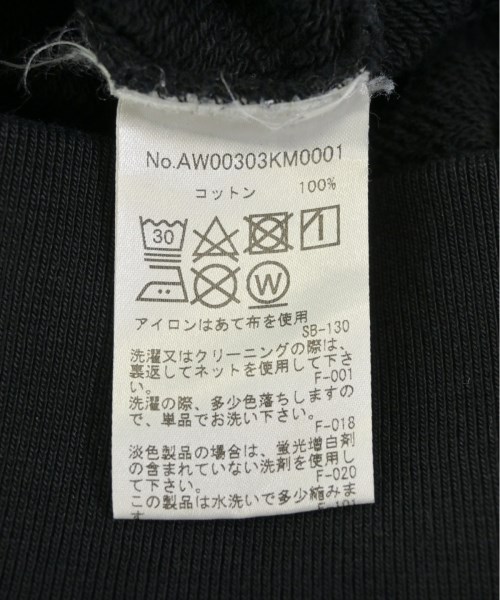 No.AW00303KM0001
コットン 100%
30
W
アイロンはあて布を使用
SB-130
洗濯又はクリーニングの際は、
裏返してネットを使用して下さ
い。
F-001
洗濯の際、多少色落ちしますの
で、単品でお洗い下さい。
F-018
淡色製品の場合は、蛍光増白剤
の含まれていない洗剤を使用し
て下さい。
F-020
この製品は水洗いで多少縮みま
す